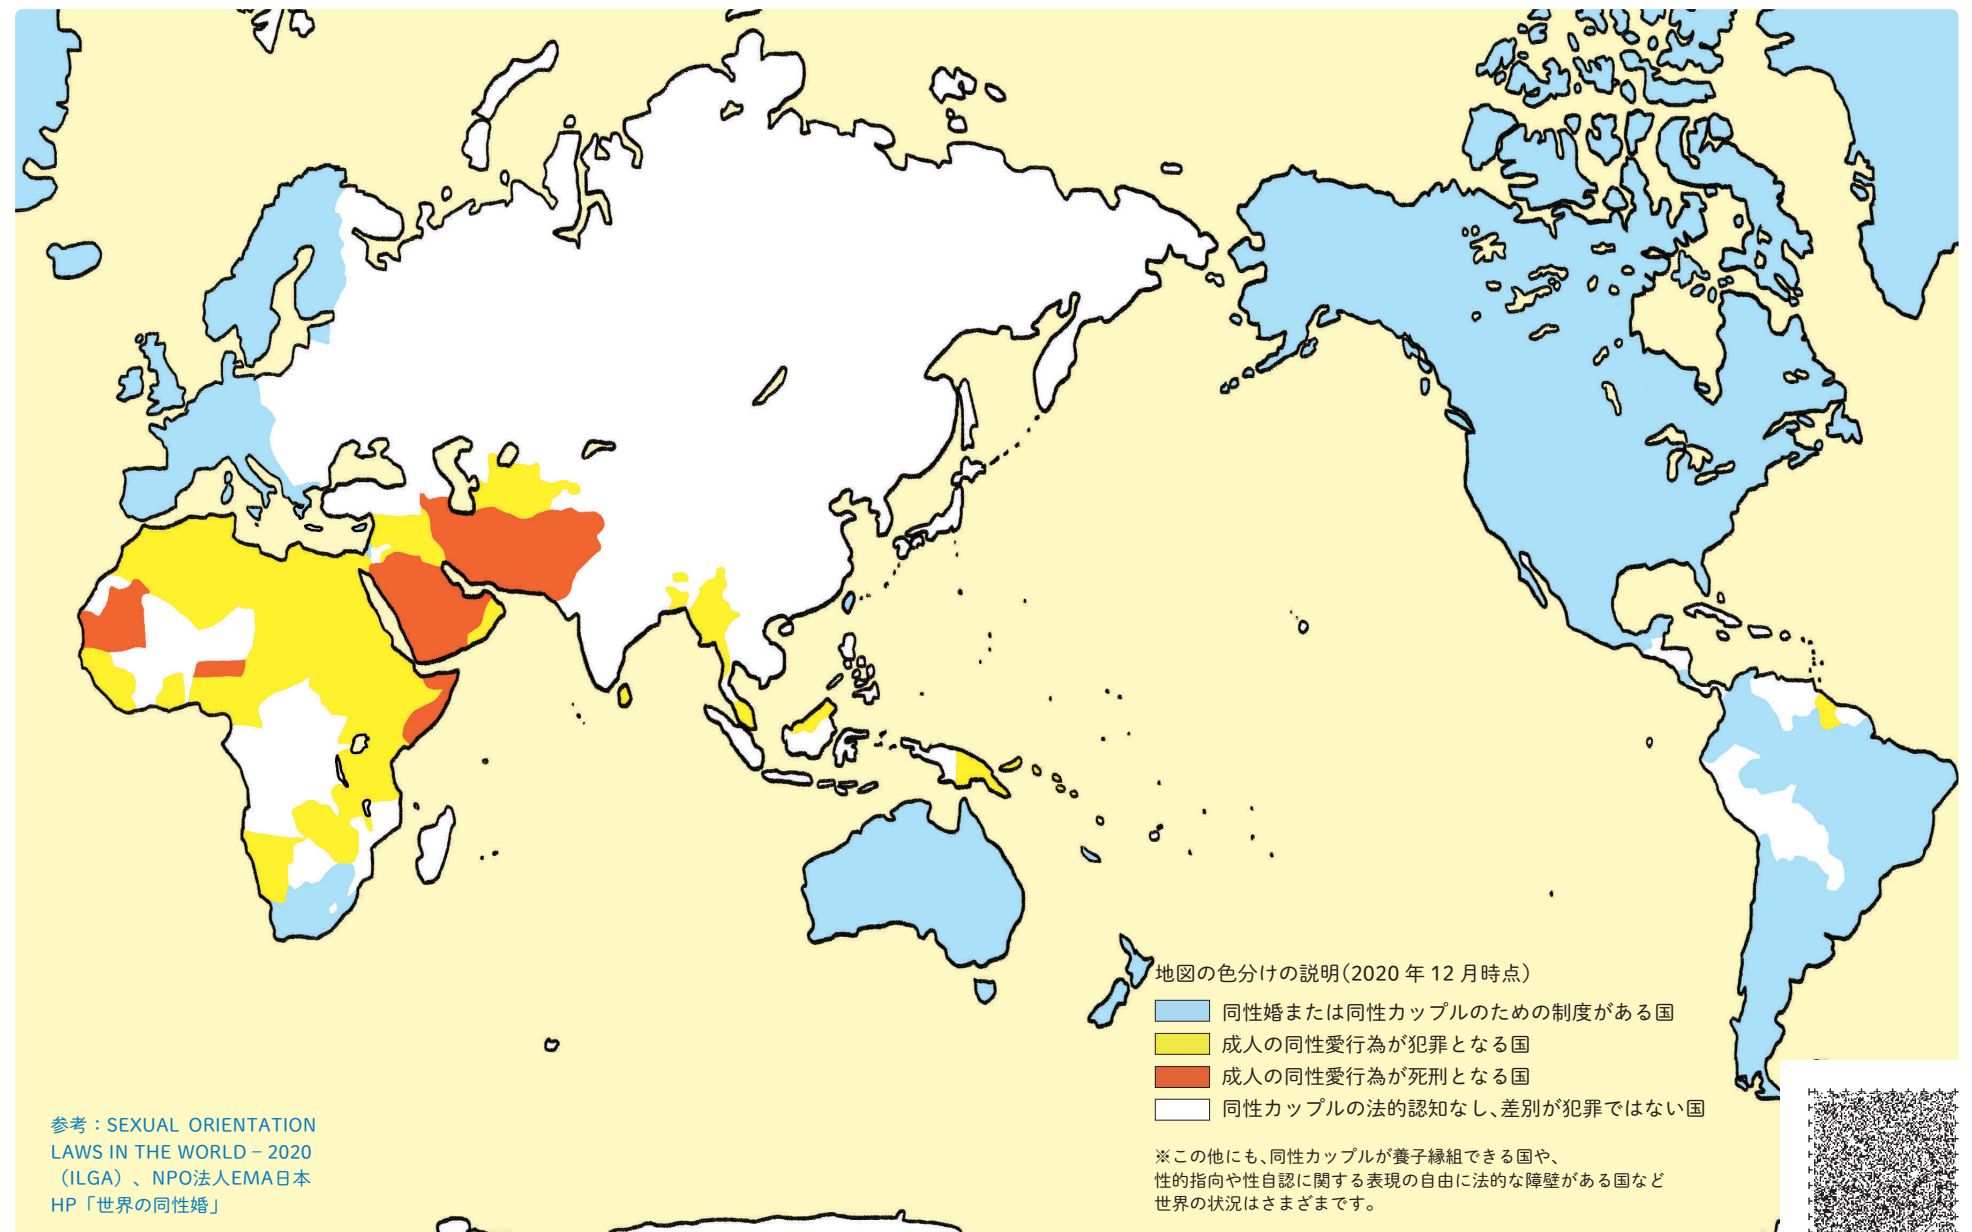 地図の色分けの説明(2020 年 12 月時点)
同性婚または同性カップルのための制度がある国
成人の同性愛行為が犯罪となる国
成人の同性愛行為が死刑となる国
同性カップルの法的認知なし、差別が犯罪ではない国
※この他にも、同性カップルが養子縁組できる国や、
性的指向や性自認に関する表現の自由に法的な障壁がある国など
世界の状況はさまざまです。
参考：SEXUAL ORIENTATION
LAWS IN THE WORLD – 2020
（ILGA）、NPO法人EMA日本
HP「世界の同性婚」